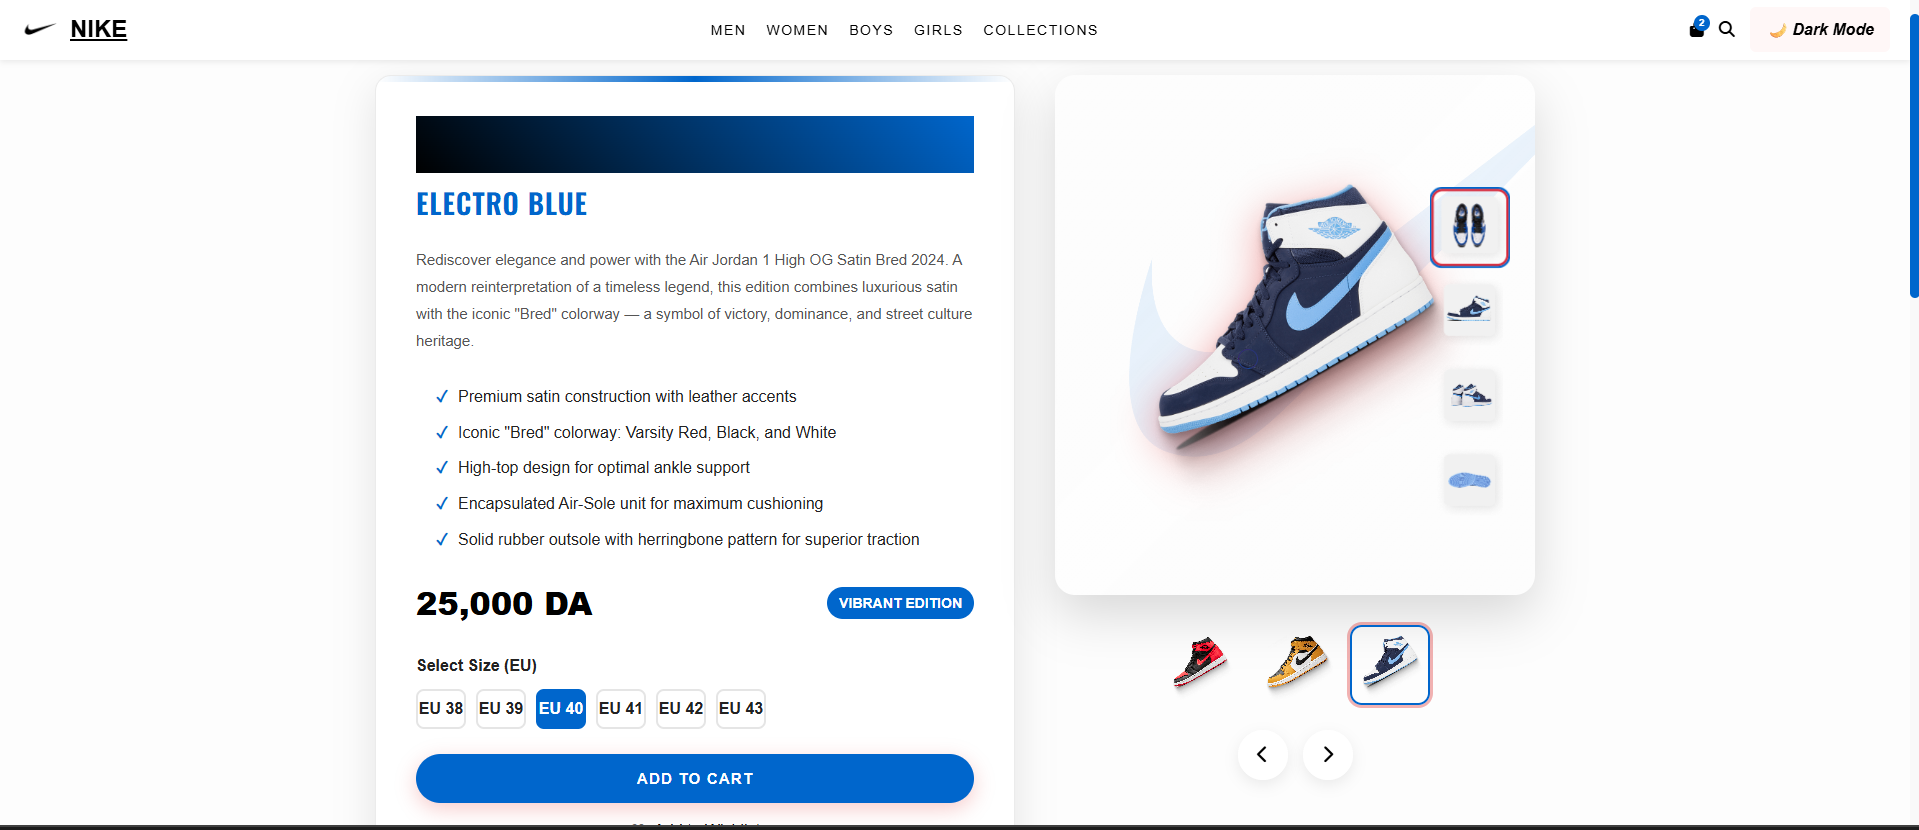 NIKE
MEN WOMEN BOYS GIRLS COLLECTIONS
2
Dark Mode
ELECTRO BLUE
Rediscover elegance and power with the Air Jordan 1 High OG Satin Bred 2024. A
modern reinterpretation of a timeless legend, this edition combines luxurious satin
with the iconic "Bred" colorway — a symbol of victory, dominance, and street culture
heritage.
✓ Premium satin construction with leather accents
✓ Iconic "Bred" colorway: Varsity Red, Black, and White
✓ High-top design for optimal ankle support
✓ Encapsulated Air-Sole unit for maximum cushioning
✓ Solid rubber outsole with herringbone pattern for superior traction
25,000 DA
VIBRANT EDITION
Select Size (EU)
EU 38 EU 39 EU 40 EU 41 EU 42 EU 43
ADD TO CART